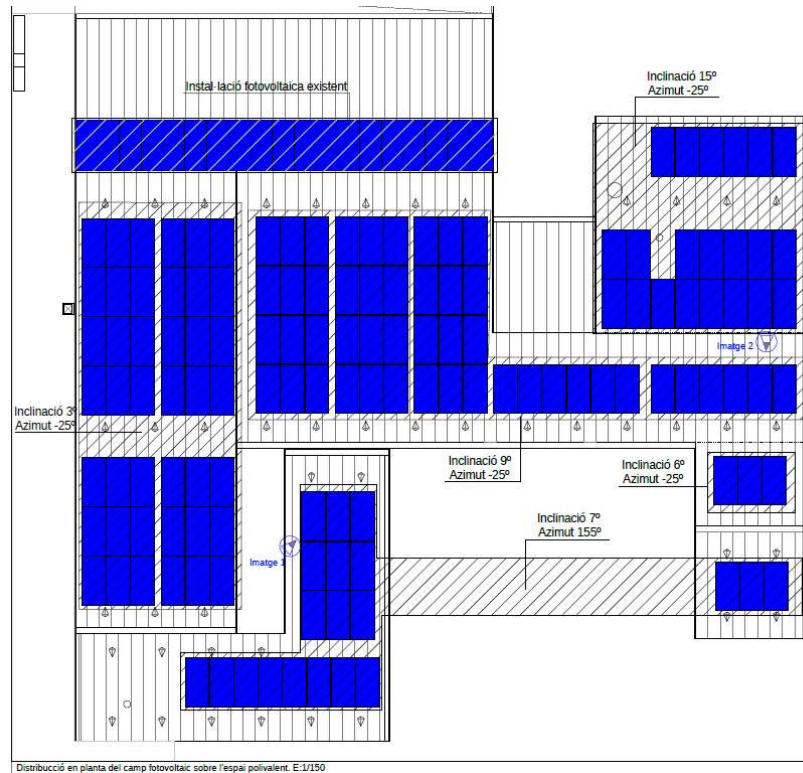 Instal·lació fotovoltaica existent
Inclinació 15º
Azimut -25º
Imatge 2
Inclinació 3º
Azimut -25º
Inclinació 9º
Azimut -25º
Inclinació 6º
Azimut -25º
Inclinació 7º
Azimut 155º
Imatge 1
Distribucció en planta del camp fotovoltaic sobre l'espai polivalent. E:1/150